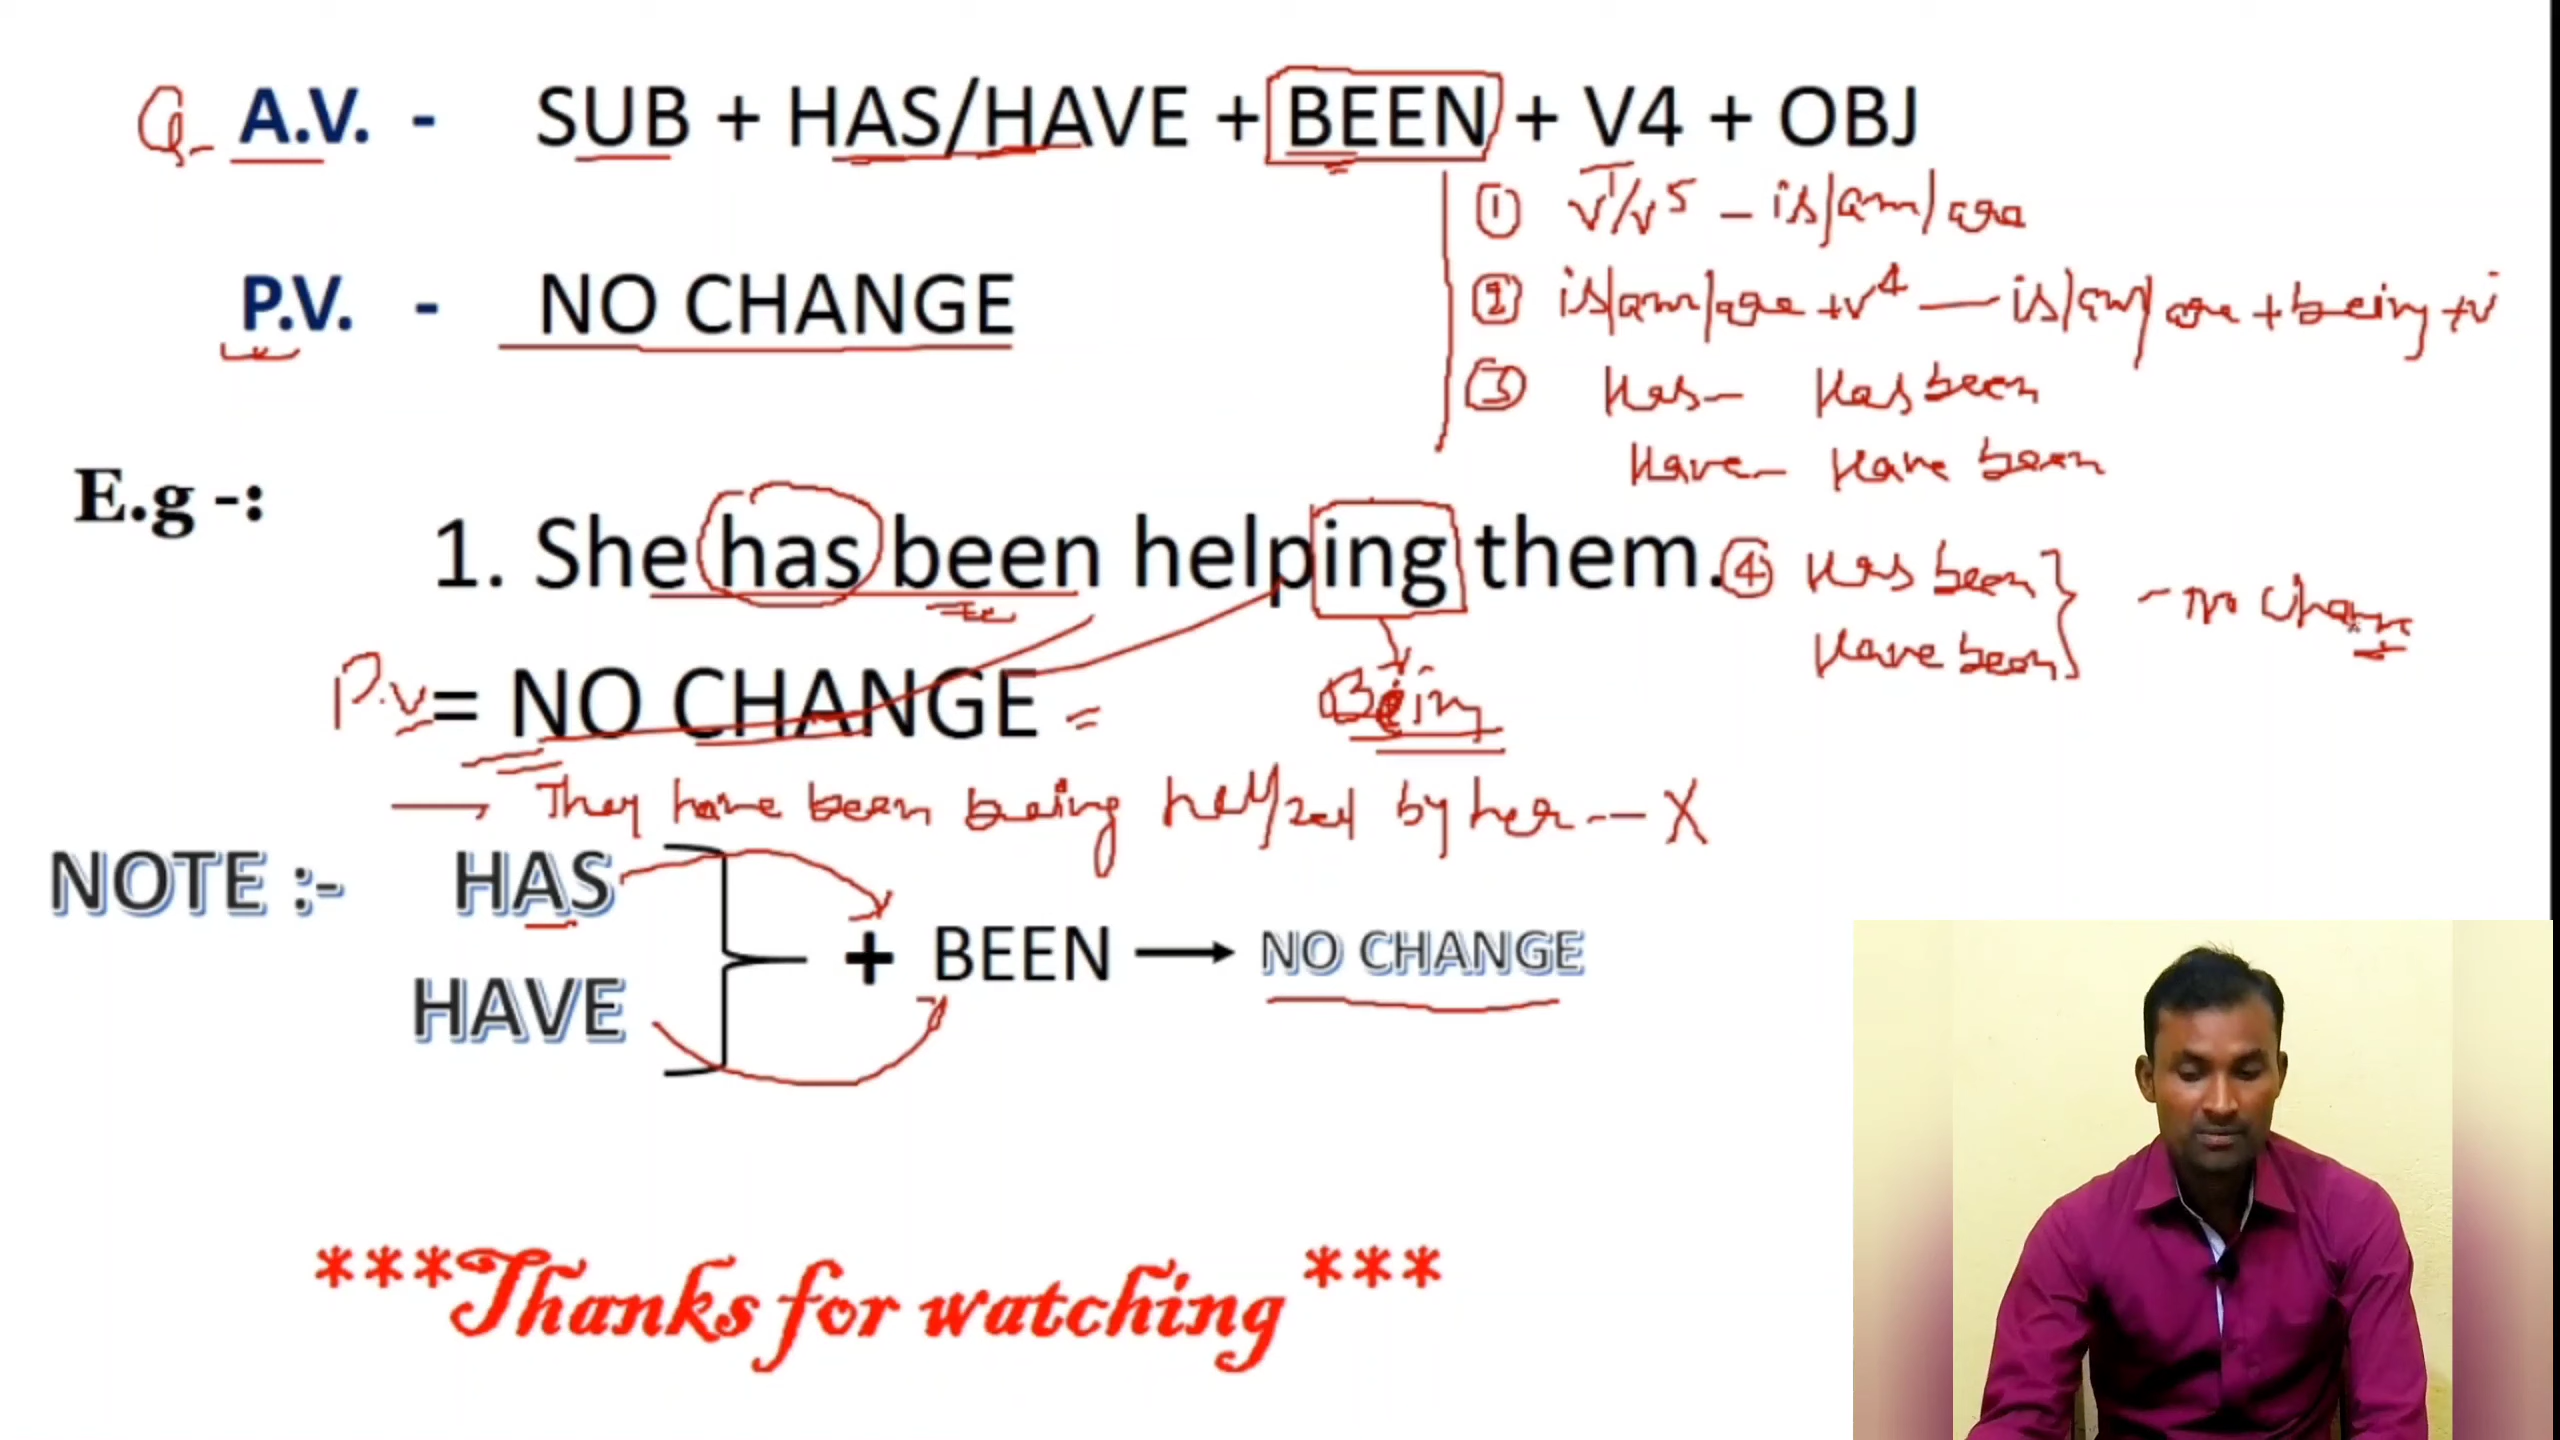 Q- A.V. - SUB + HAS/HAVE + BEEN + V4 + OBJ
① V1/V5 - is/am/are
② is/am/are + V4 — is/am/are + being + v
P.V. - NO CHANGE
③ Has - Has been
Have - Have been
E.g -:
1. She has been helping them.
④ Has been
Have been } - no
P.V = NO CHANGE =
Being
— They have been being helped by her -- X
NOTE :- HAS
HAVE
+ BEEN → NO CHANGE
***Thanks for watching***